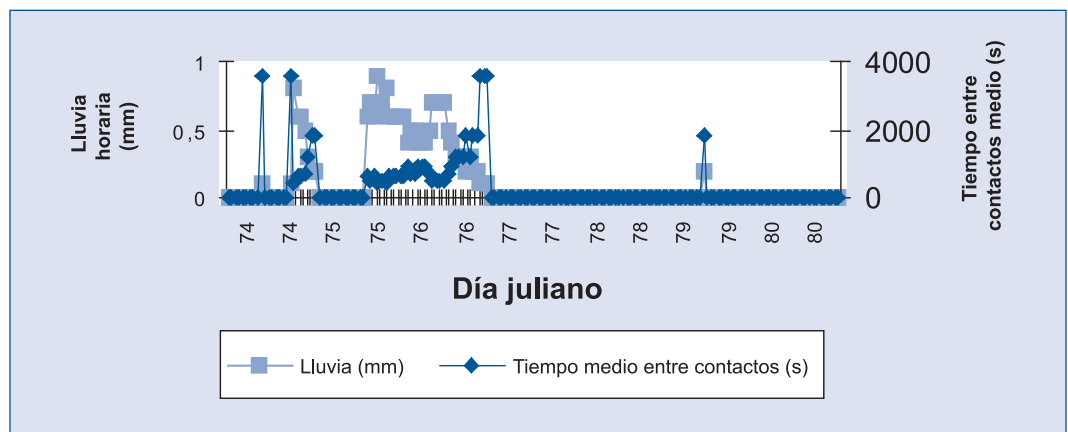 Lluvia
horaria
(mm)
1
0,5
0
4000
2000
0
Tiempo entre
contactos medio (s)
74 74 75 75 76 76 77 77 78 78 79 79 80 80
Día juliano
Lluvia (mm)
Tiempo medio entre contactos (s)